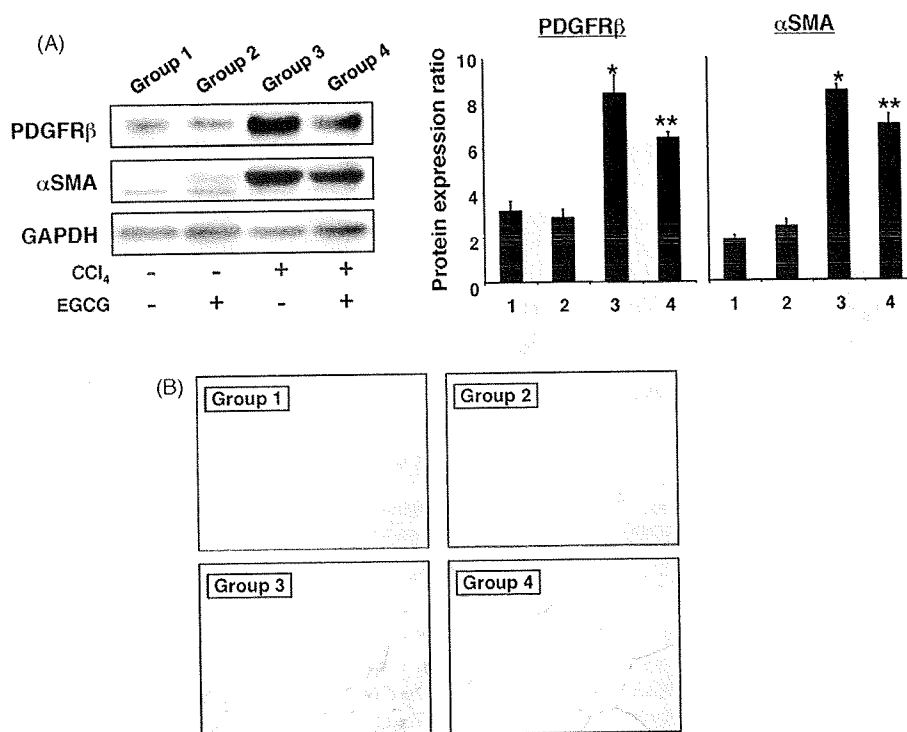 (A)
Group 1 Group 2 Group 3 Group 4
PDGFRβ
αSMA
GAPDH
CCl4 - - + +
EGCG - + - +
PDGFRβ αSMA
Protein expression ratio
10
8
6
4
2
0
* **
* **
1 2 3 4 1 2 3 4
(B)
Group 1 Group 2
Group 3 Group 4